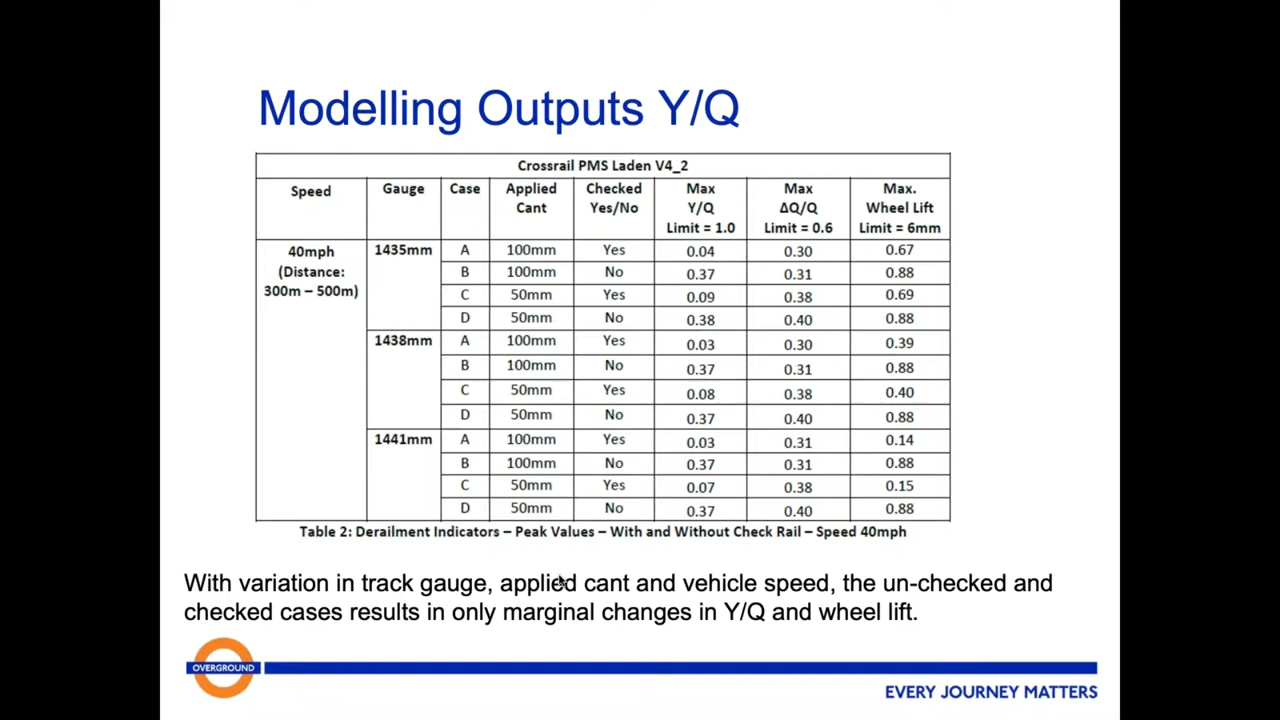 Modelling Outputs Y/Q
Crossrail PMS Laden V4_2
Speed Gauge Case Applied Cant Checked Yes/No Max Y/Q Limit = 1.0 Max ΔQ/Q Limit = 0.6 Max. Wheel Lift Limit = 6mm
40mph (Distance: 300m – 500m) 1435mm A 100mm Yes 0.04 0.30 0.67
B 100mm No 0.37 0.31 0.88
C 50mm Yes 0.09 0.38 0.69
D 50mm No 0.38 0.40 0.88
1438mm A 100mm Yes 0.03 0.30 0.39
B 100mm No 0.37 0.31 0.88
C 50mm Yes 0.08 0.38 0.40
D 50mm No 0.37 0.40 0.88
1441mm A 100mm Yes 0.03 0.31 0.14
B 100mm No 0.37 0.31 0.88
C 50mm Yes 0.07 0.38 0.15
D 50mm No 0.37 0.40 0.88
Table 2: Derailment Indicators – Peak Values – With and Without Check Rail – Speed 40mph
With variation in track gauge, applied cant and vehicle speed, the un-checked and
checked cases results in only marginal changes in Y/Q and wheel lift.
OVERGROUND
EVERY JOURNEY MATTERS